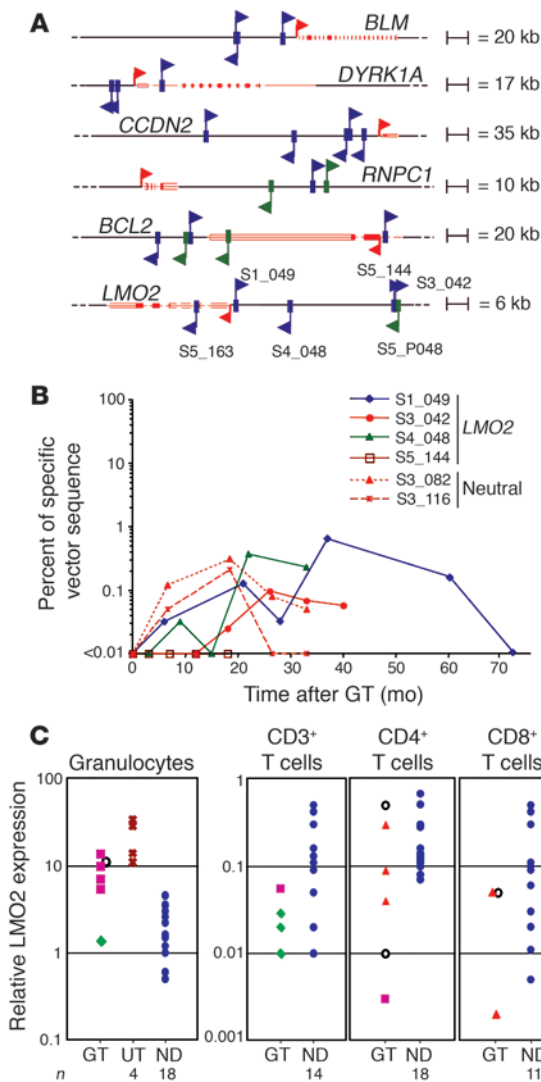 A
BLM
= 20 kb
DYRK1A
= 17 kb
CCDN2
= 35 kb
RNPC1
= 10 kb
BCL2
= 20 kb
S1_049
S5_144
S3_042
LMO2
= 6 kb
S5_163
S4_048
S5_P048
B
Percent of specific
vector sequence
100
10
1
0.1
<0.01
0
10
20
30
40
50
60
70
Time after GT (mo)
S1_049
S3_042
S4_048
S5_144
LMO2
S3_082
S3_116
Neutral
C
Relative LMO2 expression
Granulocytes
CD3+
T cells
CD4+
T cells
CD8+
T cells
100
10
1
0.1
1
0.1
0.01
0.001
GT UT ND
GT ND
GT ND
GT ND
n 4 18 14 18 11